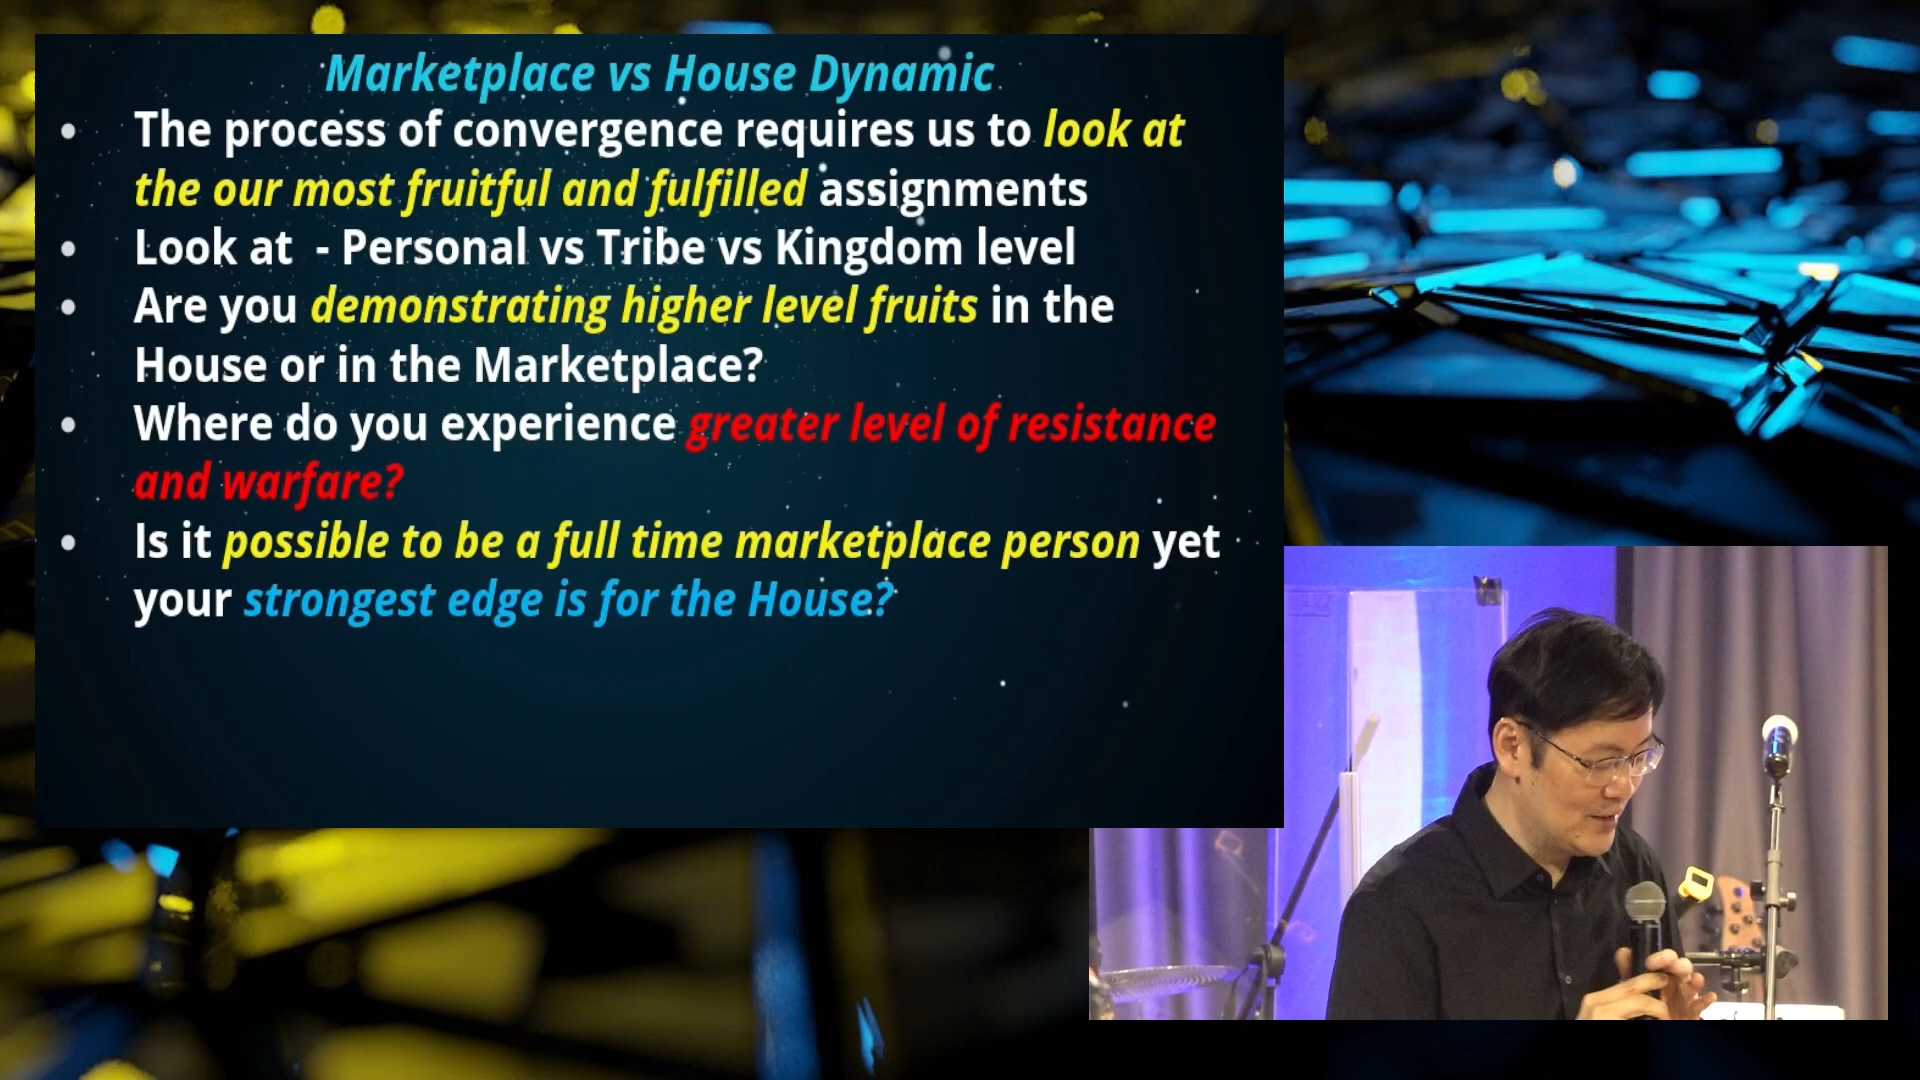 Marketplace vs House Dynamic
• The process of convergence requires us to look at
the our most fruitful and fulfilled assignments
• Look at  - Personal vs Tribe vs Kingdom level
• Are you demonstrating higher level fruits in the
House or in the Marketplace?
• Where do you experience greater level of resistance
and warfare?
• Is it possible to be a full time marketplace person yet
your strongest edge is for the House?